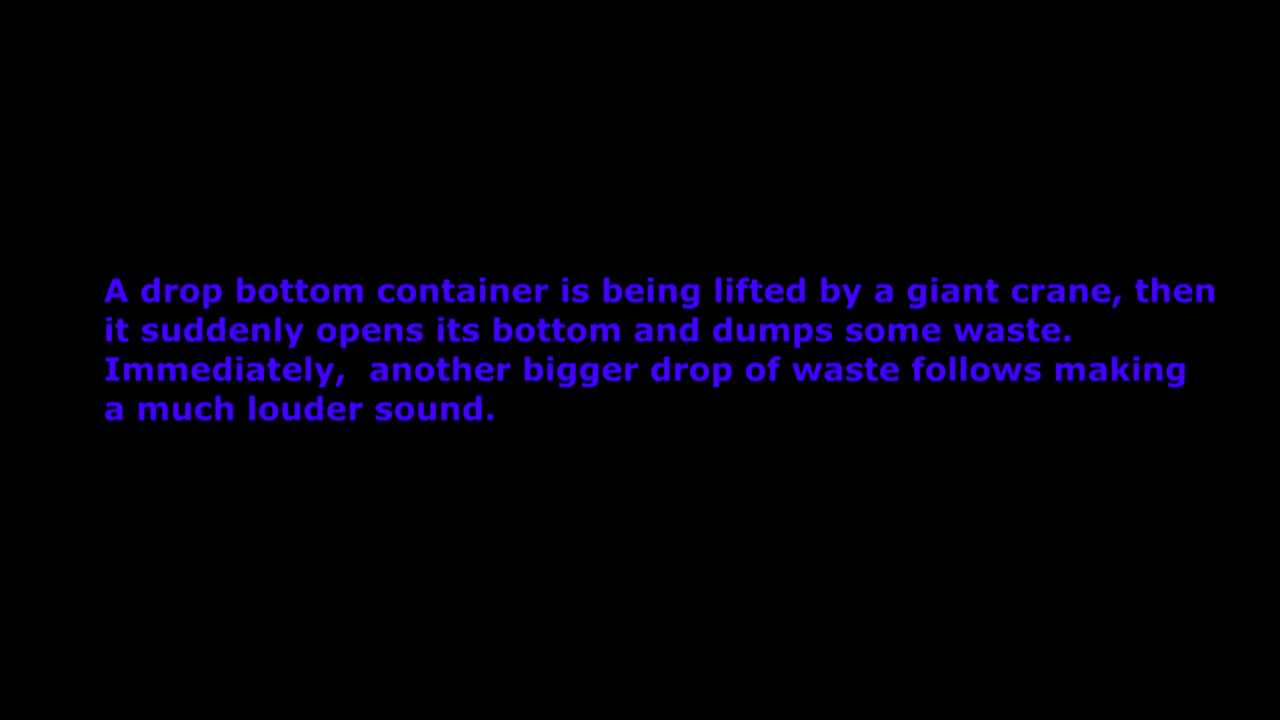 A drop bottom container is being lifted by a giant crane, then
it suddenly opens its bottom and dumps some waste.
Immediately,  another bigger drop of waste follows making
a much louder sound.